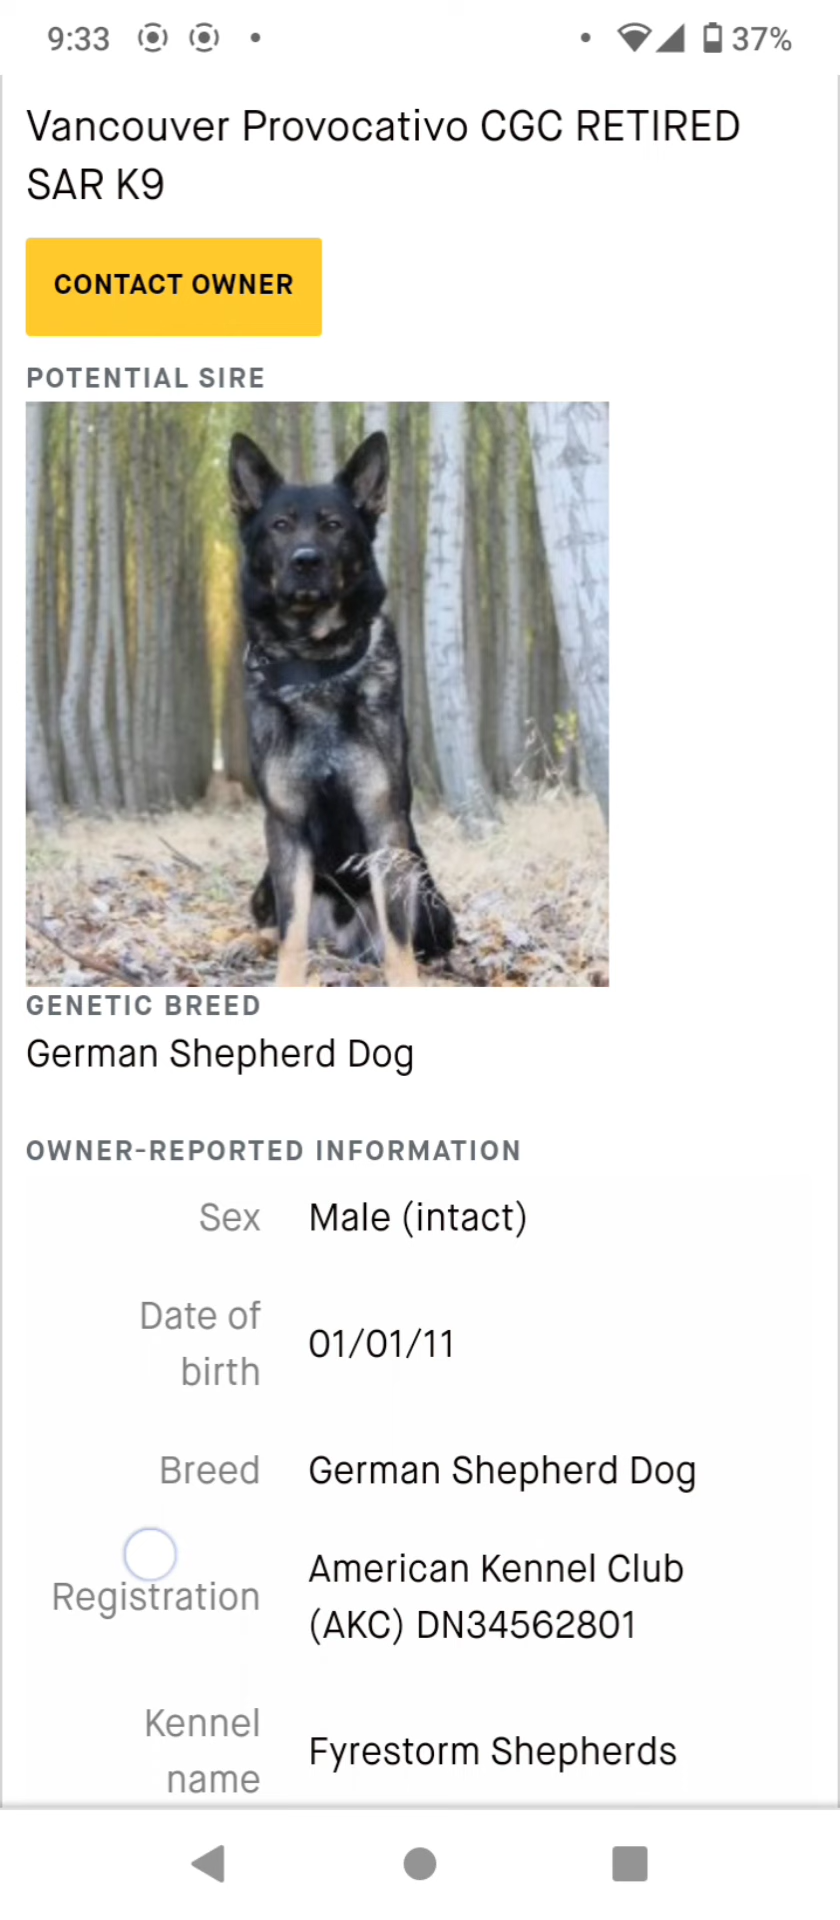 9:33
37%
Vancouver Provocativo CGC RETIRED
SAR K9
CONTACT OWNER
POTENTIAL SIRE
GENETIC BREED
German Shepherd Dog
OWNER-REPORTED INFORMATION
Sex Male (intact)
Date of
birth 01/01/11
Breed German Shepherd Dog
Registration American Kennel Club
(AKC) DN34562801
Kennel
name Fyrestorm Shepherds